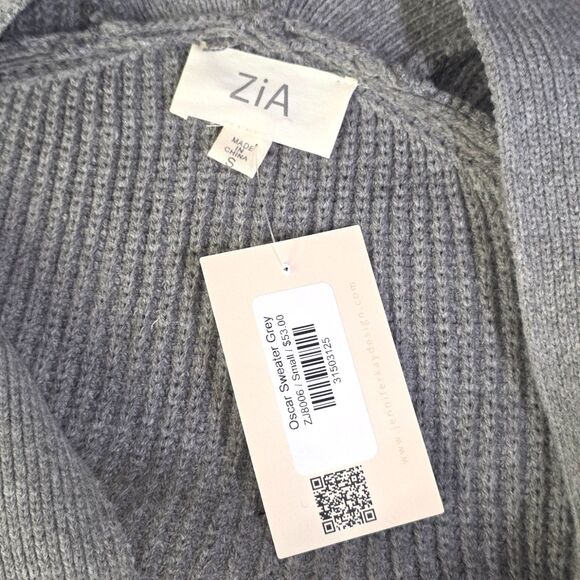 ZiA
MADE
IN
CHINA
S
Oscar Sweater Grey
ZJ8006 / Small / $53.00
31503125
www.jenniferkaydesign.com